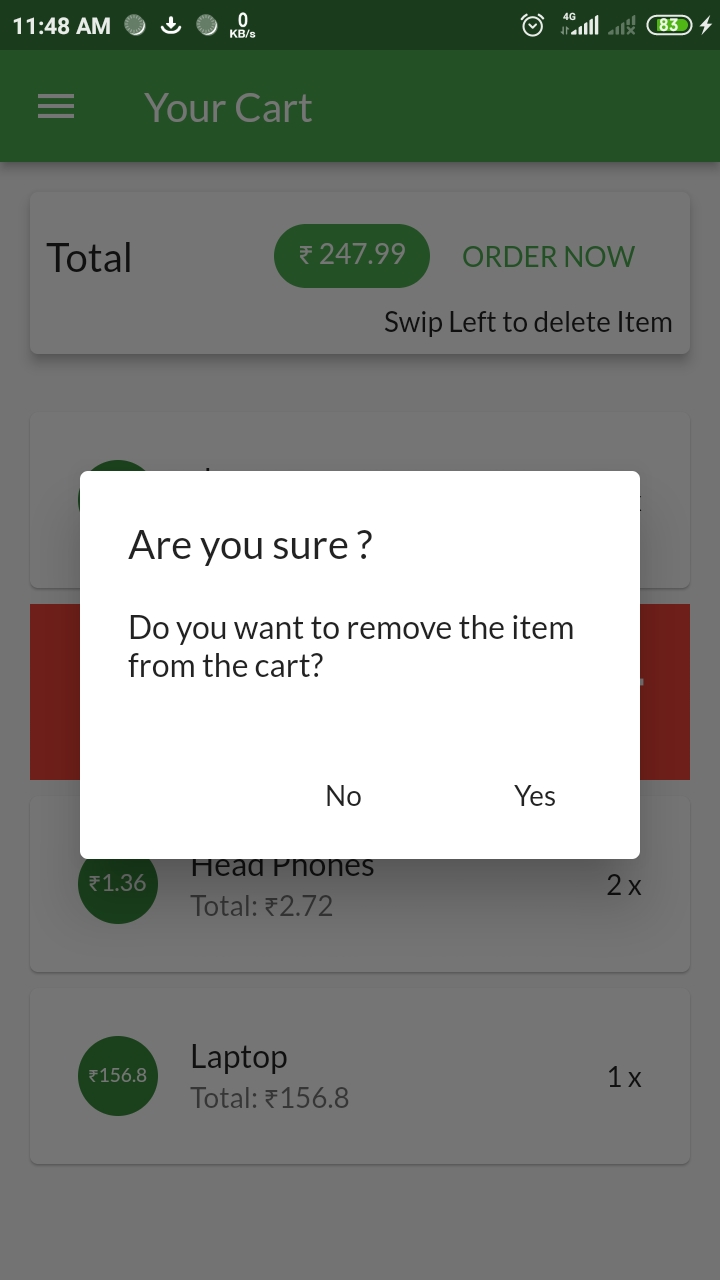 11:48 AM 0 KB/s 4G 83
Your Cart
Total ₹ 247.99 ORDER NOW
Swip Left to delete Item
Are you sure ?
Do you want to remove the item
from the cart?
No Yes
Head Phones
₹1.36 2 x
Total: ₹2.72
Laptop
₹156.8 1 x
Total: ₹156.8